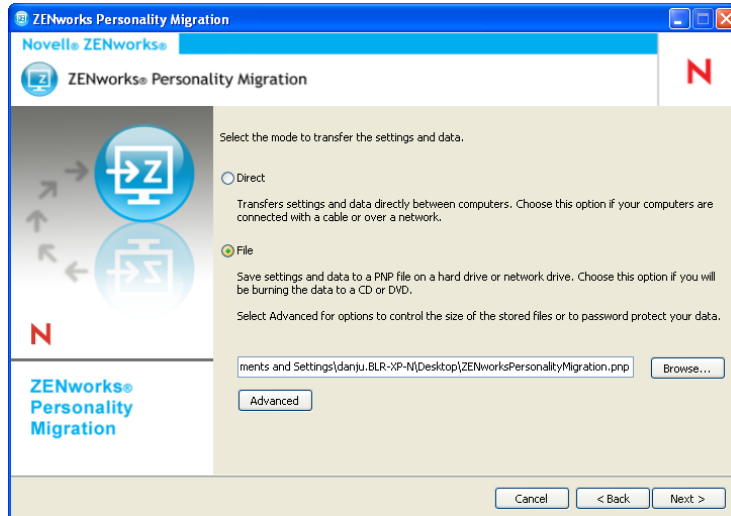 ZENworks Personality Migration
Novell® ZENworks®
ZENworks® Personality Migration
N
Z
Select the mode to transfer the settings and data.
Direct
Transfers settings and data directly between computers. Choose this option if your computers are
connected with a cable or over a network.
File
Save settings and data to a PNP file on a hard drive or network drive. Choose this option if you will
be burning the data to a CD or DVD.
Select Advanced for options to control the size of the stored files or to password protect your data.
ments and Settings\danju.BLR-XP-N\Desktop\ZENworksPersonalityMigration.pnp
Browse...
Advanced
N
ZENworks®
Personality
Migration
Cancel
< Back
Next >